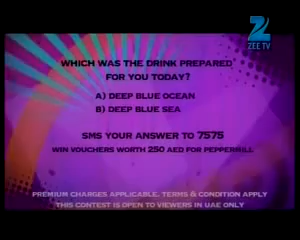 ZEE TV
WHICH WAS THE DRINK PREPARED
FOR YOU TODAY?
A) DEEP BLUE OCEAN
B) DEEP BLUE SEA
SMS YOUR ANSWER TO 7575
WIN VOUCHERS WORTH 250 AED FOR PEPPERMILL
PREMIUM CHARGES APPLICABLE. TERMS & CONDITION APPLY
THIS CONTEST IS OPEN TO VIEWERS IN UAE ONLY